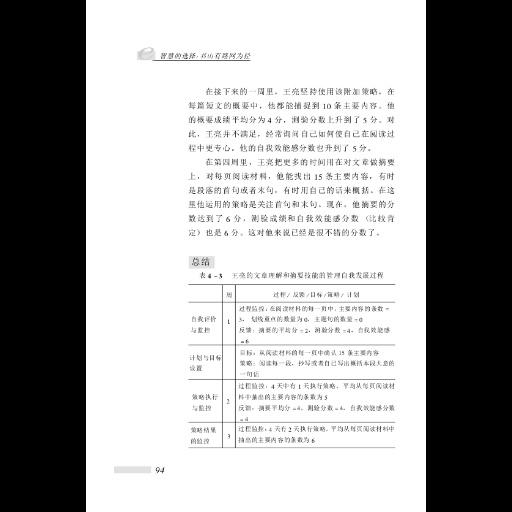 智慧的选择：书山有路网为径
在接下来的一周里，王亮坚持使用该附加策略。在
每篇短文的概要中，他都能捕捉到 10 条主要内容。他
的概要成绩平均分为 4 分，测验分数上升到了 5 分。对
此，王亮并不满足，经常询问自己如何使自己在阅读过
程中更专心。他的自我效能感分数也升到了 5 分。
在第四周里，王亮把更多的时间用在对文章做摘要
上，对每页阅读材料，他能找出 15 条主要内容，有时
是段落的首句或者末句，有时用自己的话来概括。在这
里他运用的策略是关注首句和末句。现在，他摘要的分
数达到了 6 分，测验成绩和自我效能感分数（比较肯
定）也是 6 分。这对他来说已经是很不错的分数了。
总结
表 4－3 王亮的文章理解和摘要技能的管理自我发展过程
周 过程/反馈/目标/策略/计划
自我评价
与监控
1
过程监控：在阅读材料的每一页中，主要内容的条数＝
3，划线重点的数量为 0，主题句的数量＝0
反馈：摘要的平均分＝2，测验分数＝4，自我效能感
＝6
计划与目标
设置
目标：从阅读材料的每一页中确认 15 条主要内容
策略：阅读每一段，抄写或者自己写出概括本段大意的
一句话
策略执行
与监控
2
过程监控：4 天中有 1 天执行策略，平均从每页阅读材
料中抽出的主要内容的条数为 5
反馈：摘要平均分＝4，测验分数＝4，自我效能感分数
＝4
策略结果
的监控
3
过程监控：4 天有 2 天执行策略，平均从每页阅读材料中
抽出的主要内容的条数为 6
94